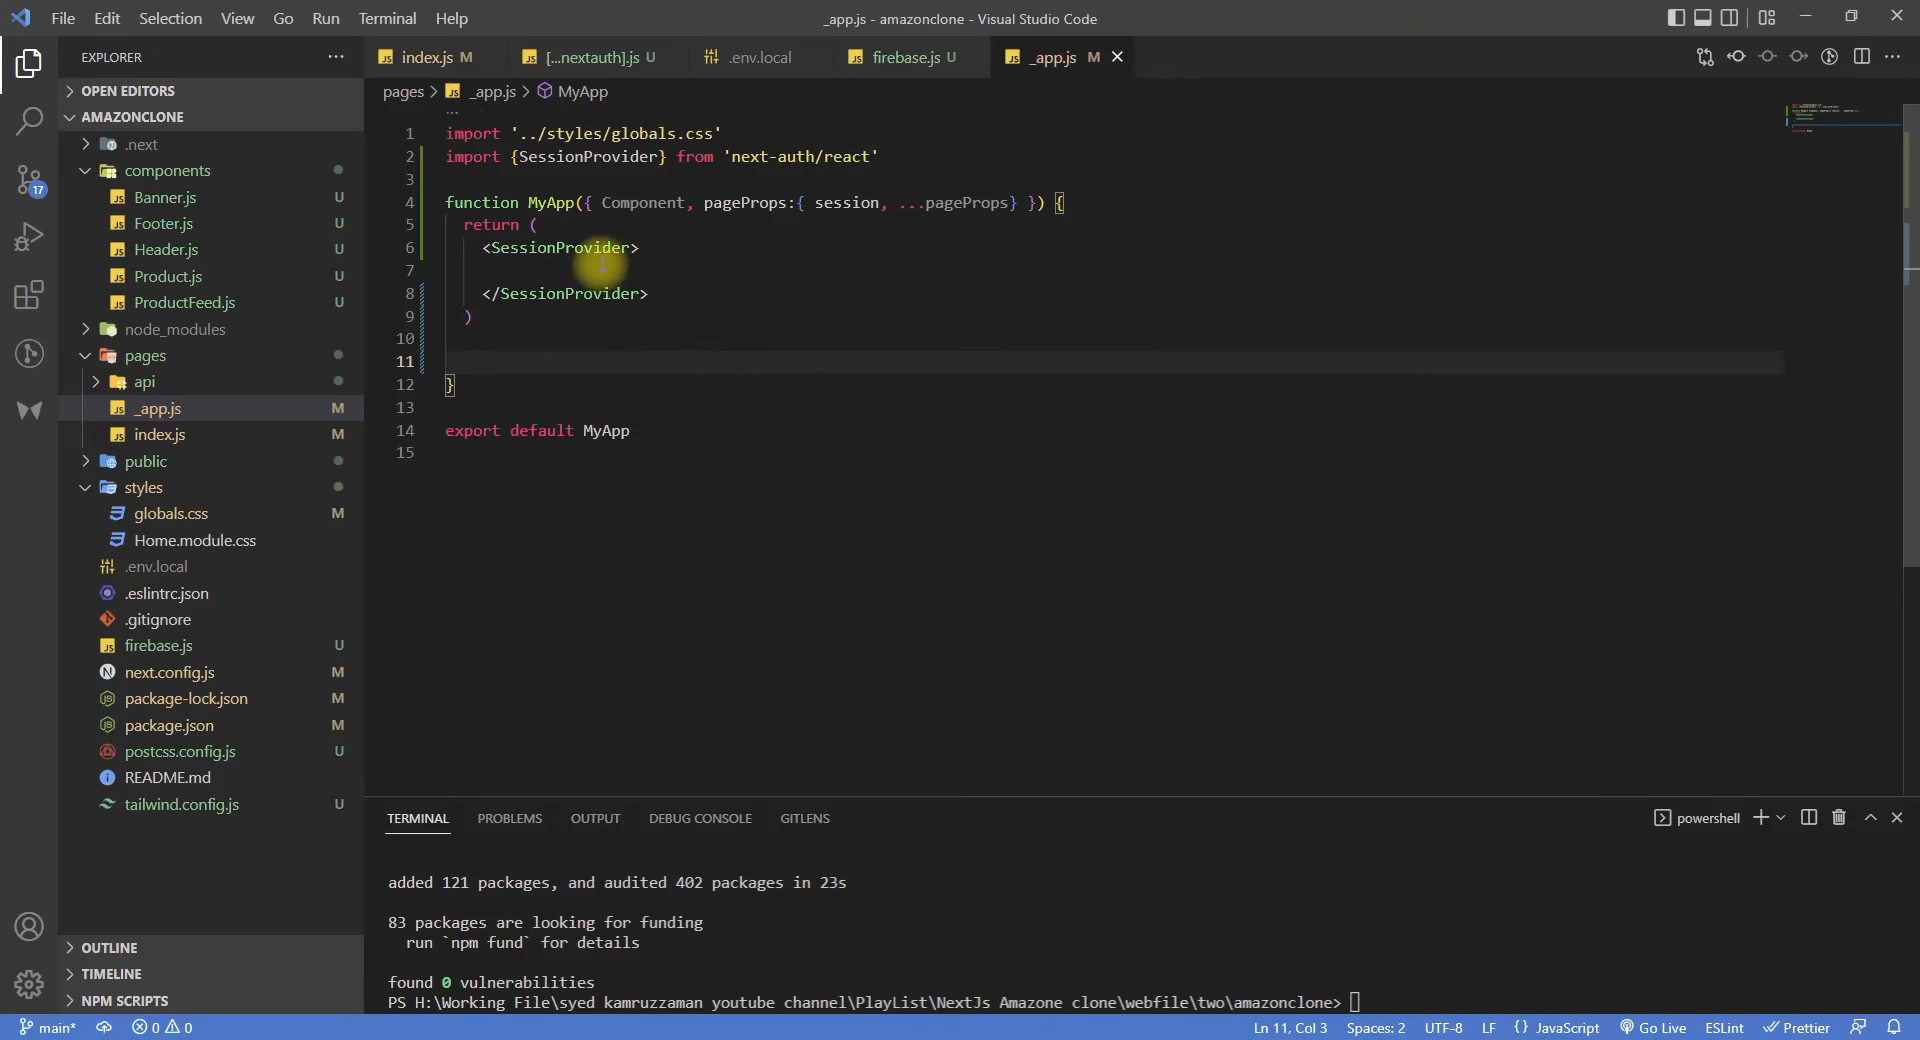 File Edit Selection View Go Run Terminal Help
_app.js - amazonclone - Visual Studio Code
EXPLORER
index.js M
[...nextauth].js U
.env.local
firebase.js U
_app.js M
OPEN EDITORS
AMAZONCLONE
.next
components
Banner.js U
Footer.js U
Header.js U
Product.js U
ProductFeed.js U
node_modules
pages
api
_app.js M
index.js M
public
styles
globals.css M
Home.module.css
.env.local
.eslintrc.json
.gitignore
firebase.js U
next.config.js M
package-lock.json M
package.json M
postcss.config.js U
README.md
tailwind.config.js U
OUTLINE
TIMELINE
NPM SCRIPTS
17
pages > _app.js > MyApp
1 import '../styles/globals.css'
2 import {SessionProvider} from 'next-auth/react'
3
4 function MyApp({ Component, pageProps:{ session, ...pageProps} }) {
5 return (
6 <SessionProvider>
7
8 </SessionProvider>
9 )
10
11
12 }
13
14 export default MyApp
15
TERMINAL PROBLEMS OUTPUT DEBUG CONSOLE GITLENS
powershell
added 121 packages, and audited 402 packages in 23s
83 packages are looking for funding
run `npm fund` for details
found 0 vulnerabilities
PS H:\Working File\syed kamruzzaman youtube channel\PlayList\NextJs Amazone clone\webfile\two\amazonclone>
main* 0 0
Ln 11, Col 3 Spaces: 2 UTF-8 LF {} JavaScript Go Live ESLint Prettier